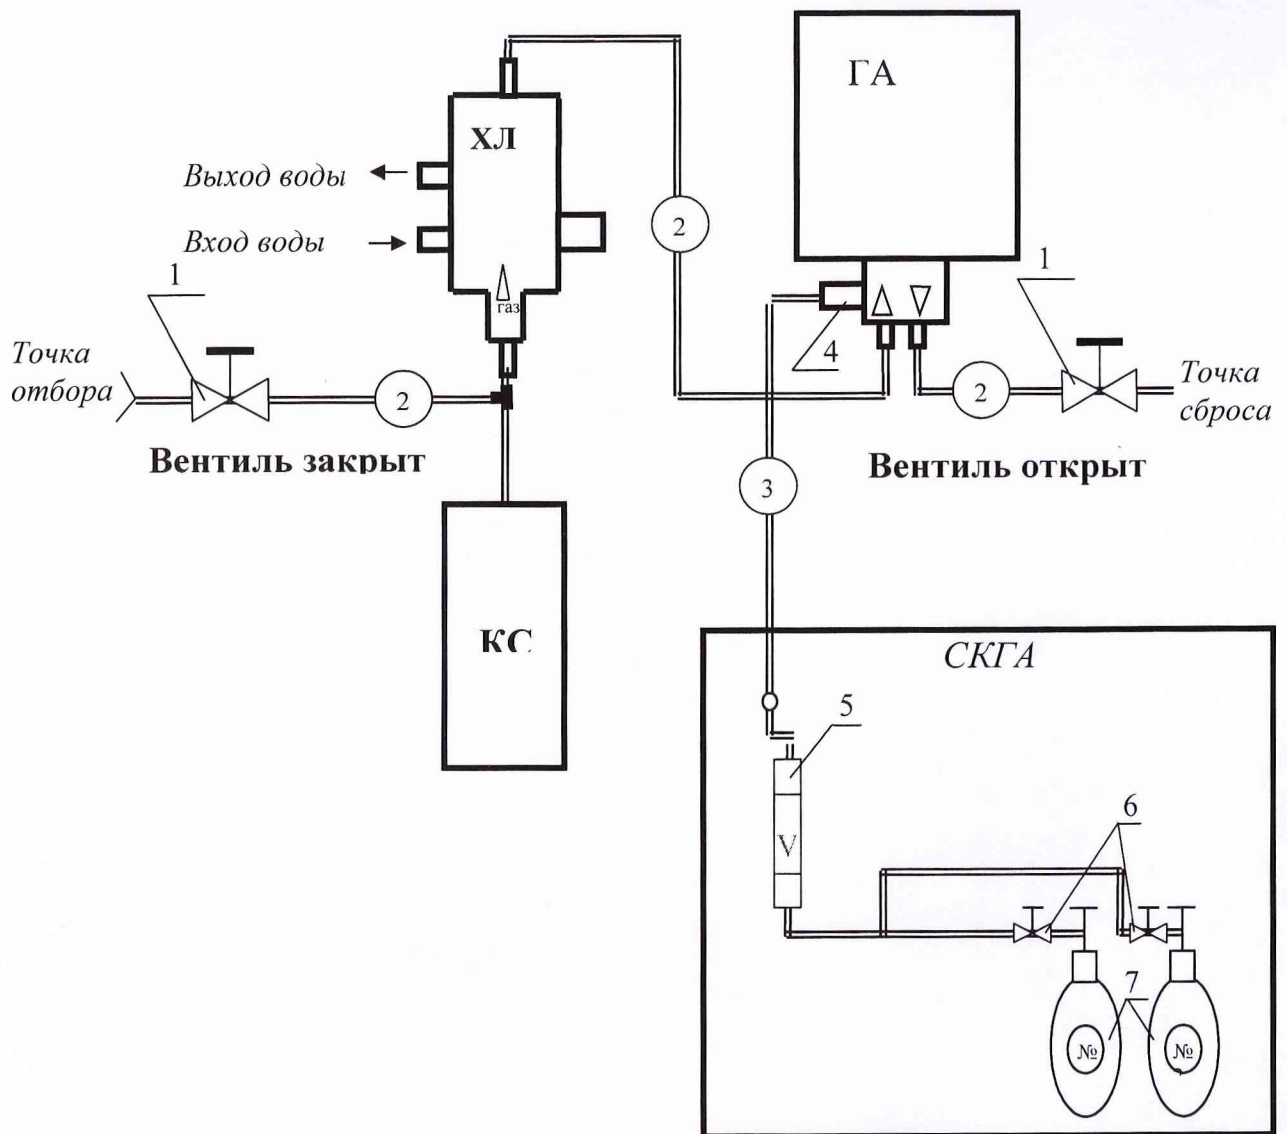 ГА
ХЛ
Выход воды
2
Вход воды
1
1
газ
4
Точка
отбора
2
2
Точка
сброса
Вентиль закрыт
Вентиль открыт
3
КС
СКГА
5
V
6
7
№
№